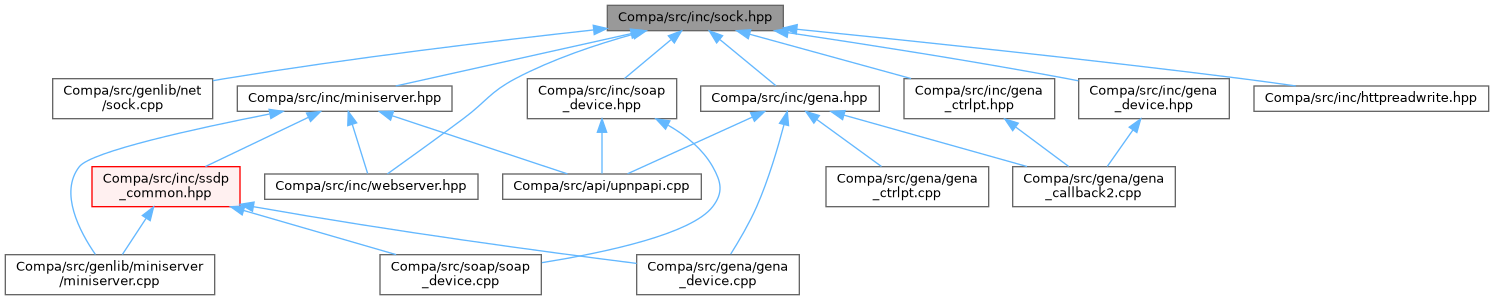 Compa/src/inc/sock.hpp
Compa/src/genlib/net
/sock.cpp
Compa/src/inc/miniserver.hpp
Compa/src/inc/soap
_device.hpp
Compa/src/inc/gena.hpp
Compa/src/inc/gena
_ctrlpt.hpp
Compa/src/inc/gena
_device.hpp
Compa/src/inc/httpreadwrite.hpp
Compa/src/inc/ssdp
_common.hpp
Compa/src/inc/webserver.hpp
Compa/src/api/upnpapi.cpp
Compa/src/gena/gena
_ctrlpt.cpp
Compa/src/gena/gena
_callback2.cpp
Compa/src/genlib/miniserver
/miniserver.cpp
Compa/src/soap/soap
_device.cpp
Compa/src/gena/gena
_device.cpp